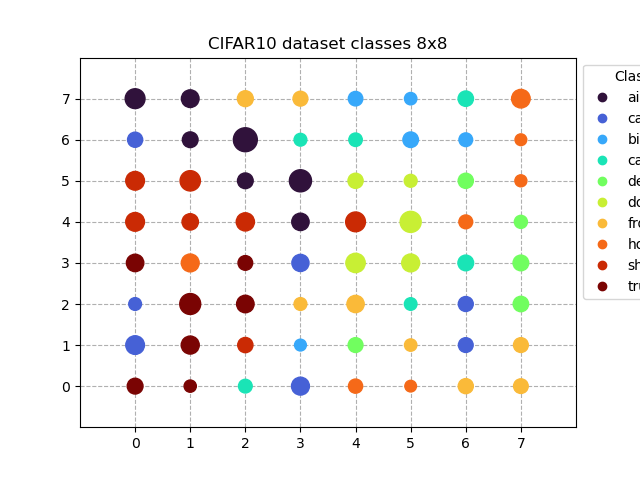 CIFAR10 dataset classes 8x8
Clas
7
ai
ca
6
bi
ca
5
de
do
4
fro
ho
3
sh
tru
2
1
0
0 1 2 3 4 5 6 7